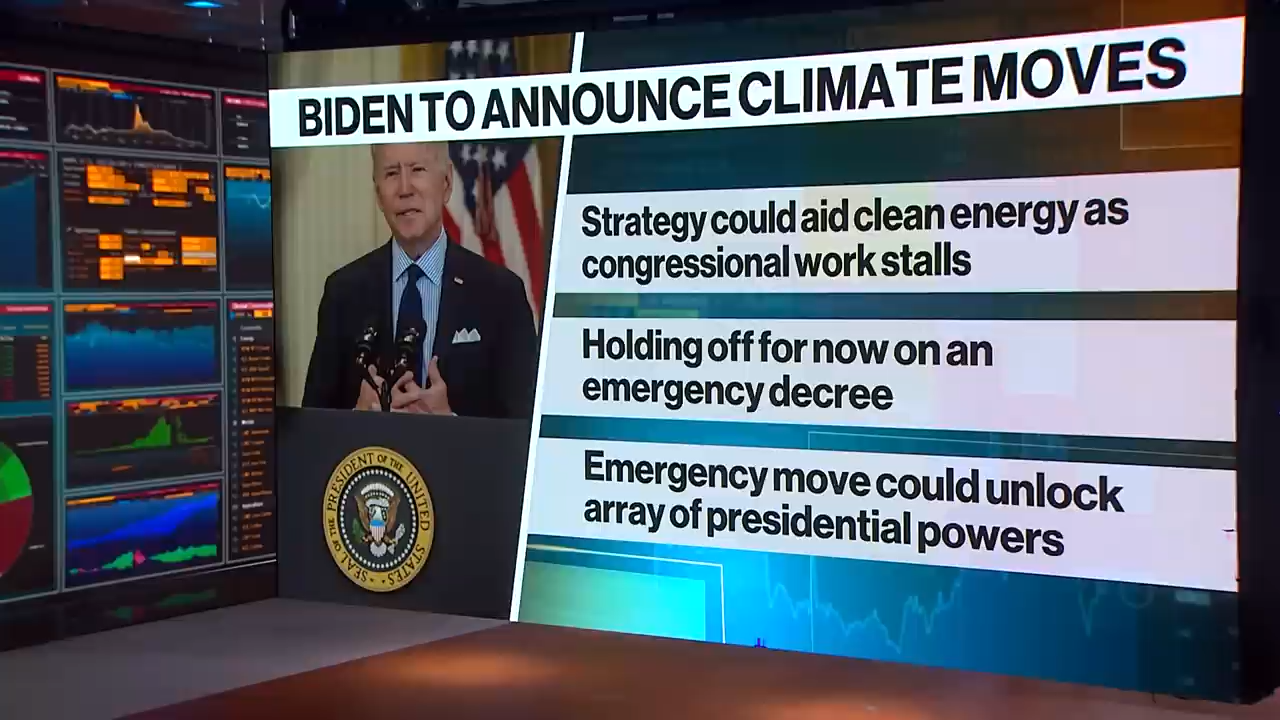 BIDEN TO ANNOUNCE CLIMATE MOVES
Strategy could aid clean energy as
congressional work stalls
Holding off for now on an
emergency decree
Emergency move could unlock
array of presidential powers
SEAL OF THE PRESIDENT OF THE UNITED STATES